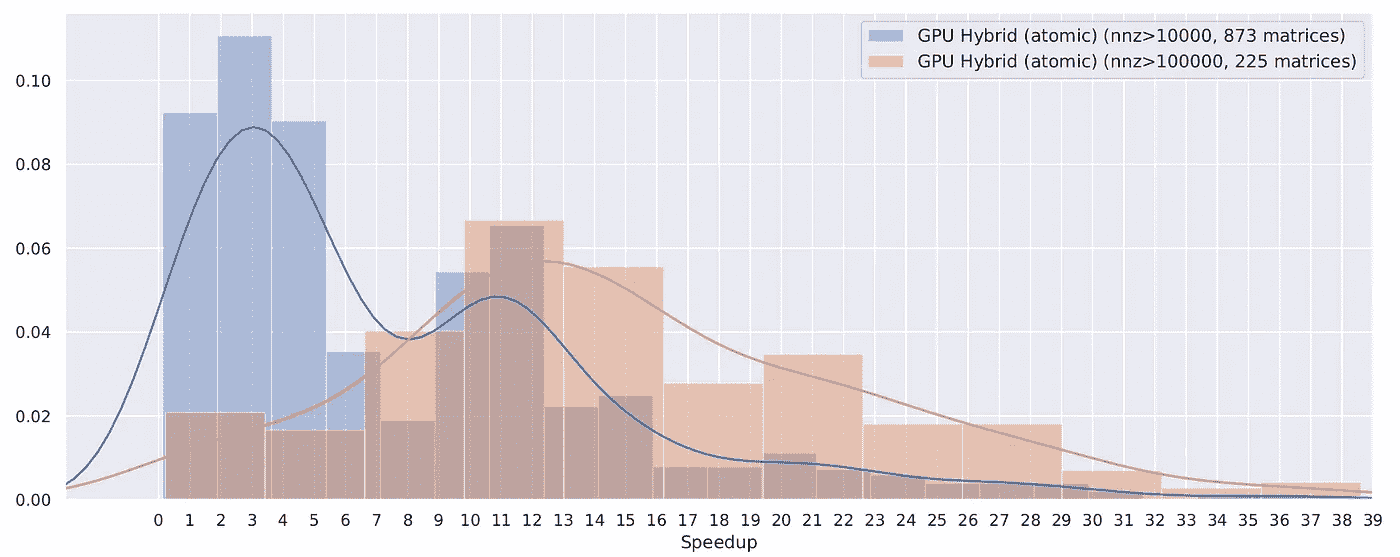 GPU Hybrid (atomic) (nnz>10000, 873 matrices)
GPU Hybrid (atomic) (nnz>100000, 225 matrices)
0.10
0.08
0.06
0.04
0.02
0.00
0 1 2 3 4 5 6 7 8 9 10 11 12 13 14 15 16 17 18 19 20 21 22 23 24 25 26 27 28 29 30 31 32 33 34 35 36 37 38 39
Speedup